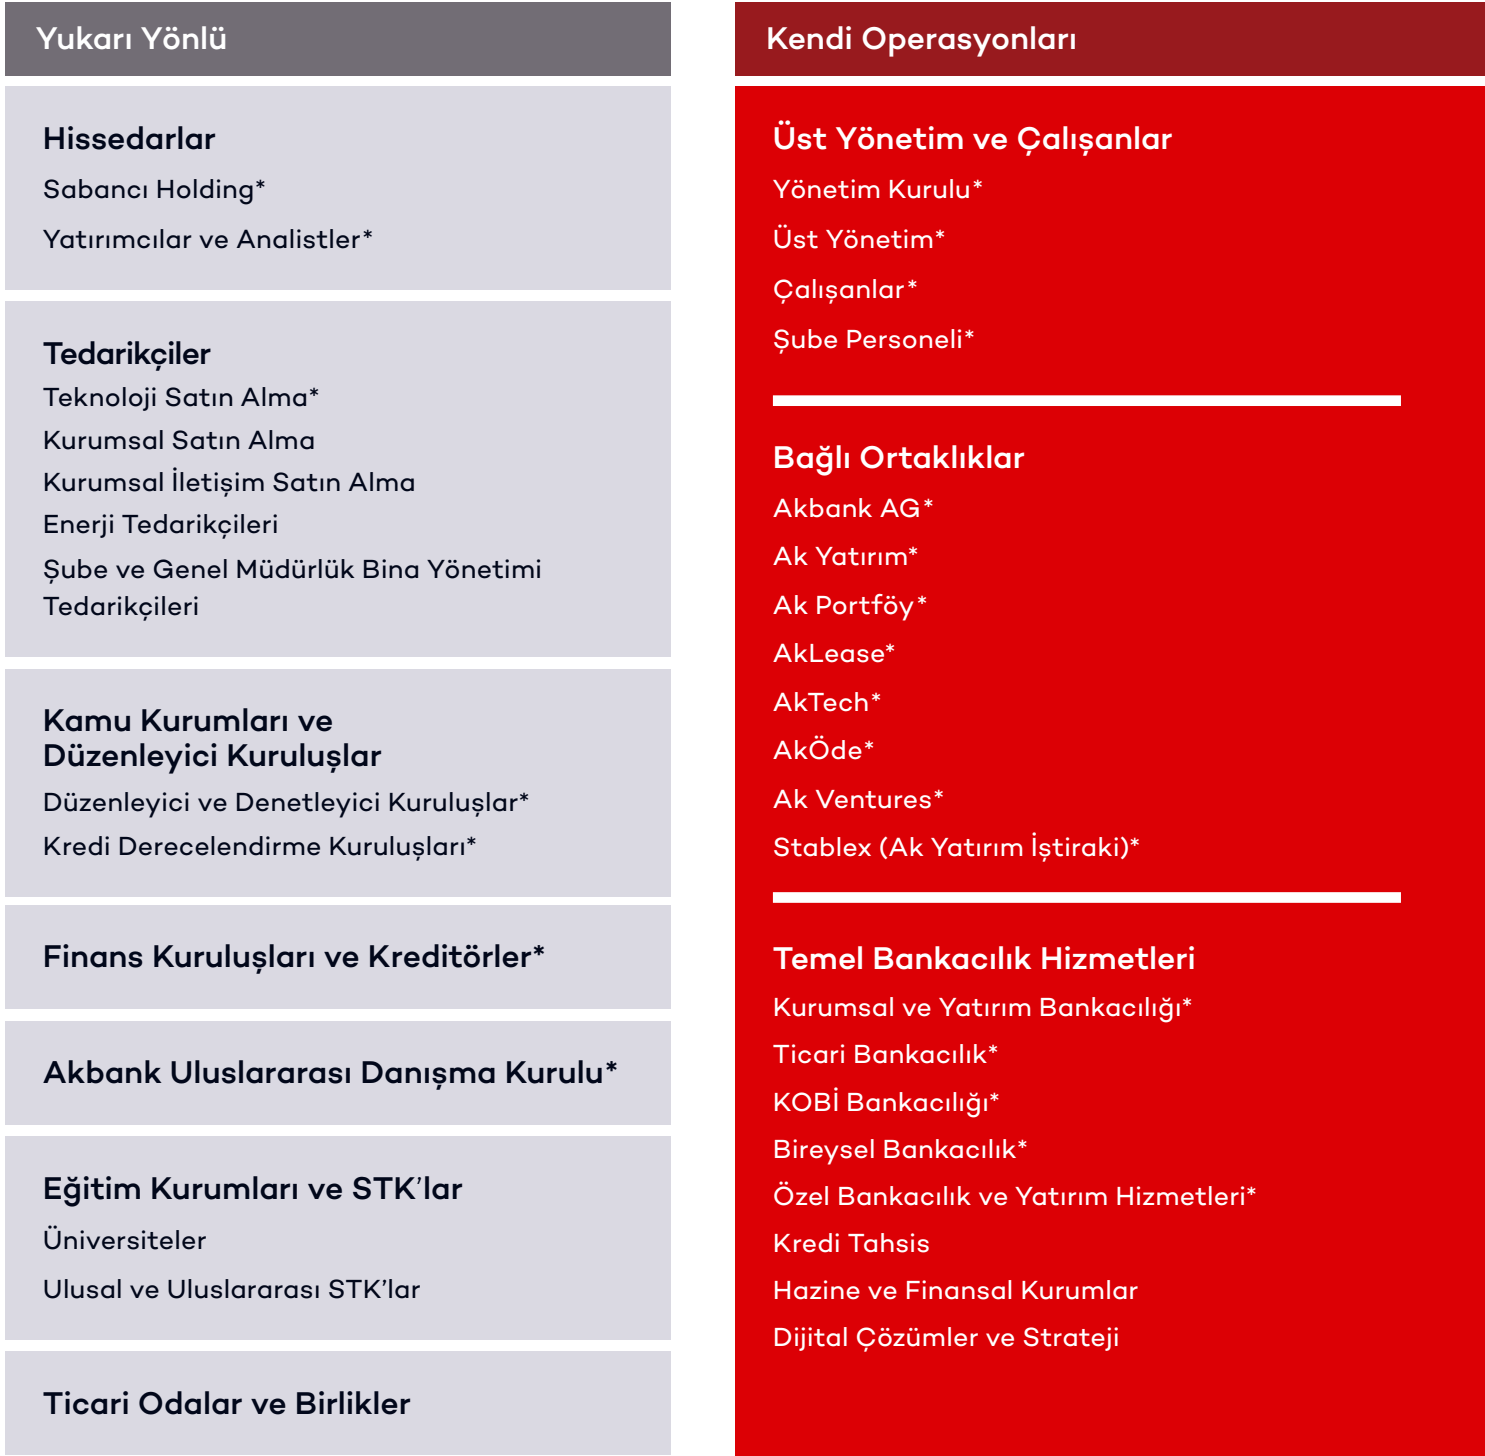 Yukarı Yönlü
Hissedarlar
Sabancı Holding*
Yatırımcılar ve Analistler*
Tedarikçiler
Teknoloji Satın Alma*
Kurumsal Satın Alma
Kurumsal İletişim Satın Alma
Enerji Tedarikçileri
Şube ve Genel Müdürlük Bina Yönetimi
Tedarikçileri
Kamu Kurumları ve
Düzenleyici Kuruluşlar
Düzenleyici ve Denetleyici Kuruluşlar*
Kredi Derecelendirme Kuruluşları*
Finans Kuruluşları ve Kreditörler*
Akbank Uluslararası Danışma Kurulu*
Eğitim Kurumları ve STK'lar
Üniversiteler
Ulusal ve Uluslararası STK’lar
Ticari Odalar ve Birlikler
Kendi Operasyonları
Üst Yönetim ve Çalışanlar
Yönetim Kurulu*
Üst Yönetim*
Çalışanlar*
Şube Personeli*
Bağlı Ortaklıklar
Akbank AG*
Ak Yatırım*
Ak Portföy*
AkLease*
AkTech*
AkÖde*
Ak Ventures*
Stablex (Ak Yatırım İştiraki)*
Temel Bankacılık Hizmetleri
Kurumsal ve Yatırım Bankacılığı*
Ticari Bankacılık*
KOBİ Bankacılığı*
Bireysel Bankacılık*
Özel Bankacılık ve Yatırım Hizmetleri*
Kredi Tahsis
Hazine ve Finansal Kurumlar
Dijital Çözümler ve Strateji